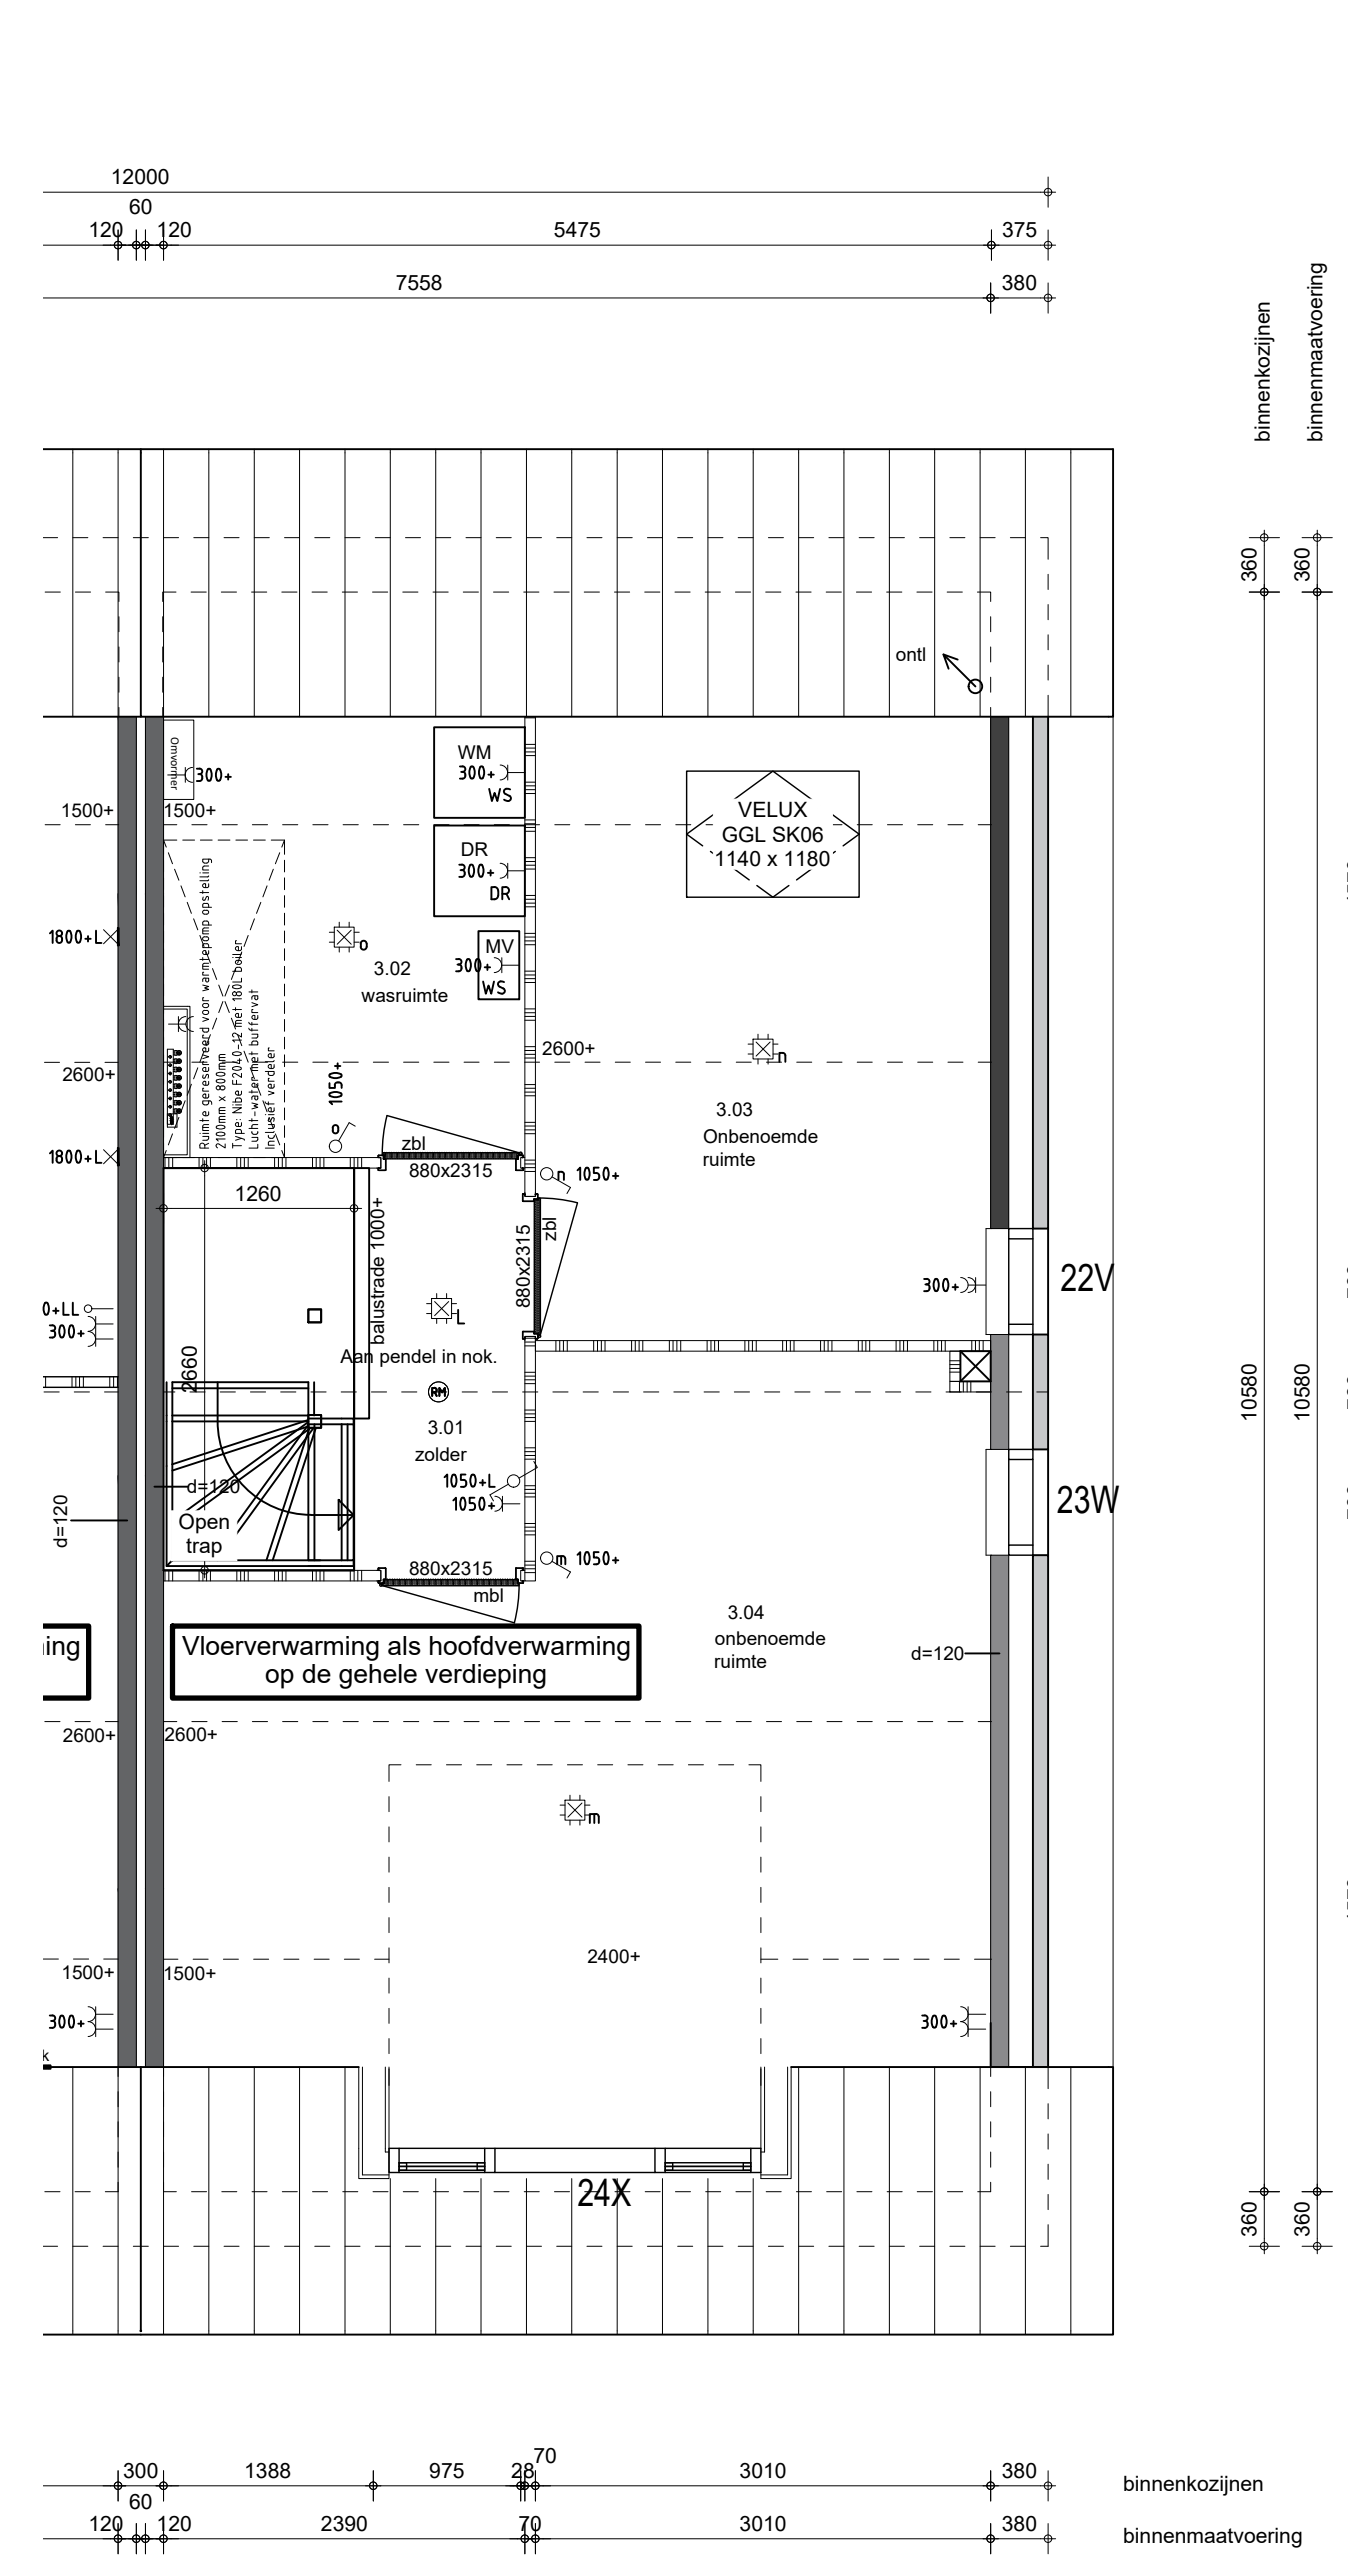 12000
60
120
120
5475
375
7558
380
binnenkozijnen
binnenmaatvoering
360
360
ontl
Omvormer
300+
WM
300+
WS
1500+
1500+
VELUX
GGL SK06
1140 x 1180
DR
300+
DR
1800+L
o
MV
300+
WS
3.02
wasruimte
Ruimte gereserveerd voor warmtepomp opstelling
2100mm x 800mm
Type: Nibe F2040-12 met 180L boiler
Lucht-water met buffervat
Inclusief verdeler
2600+
2600+
n
1050+
o
3.03
Onbenoemde
ruimte
1800+L
zbl
880x2315
n 1050+
1260
balustrade 1000+
880x2315
zbl
300+
22V
0+LL
300+
L
2660
Aan pendel in nok.
RM
10580
10580
3.01
zolder
1050+L
1050+
d=120
d=120
Open
trap
23W
m 1050+
880x2315
mbl
3.04
onbenoemde
ruimte
d=120
ing
Vloerverwarming als hoofdverwarming
op de gehele verdieping
2600+
2600+
m
2400+
1500+
1500+
300+
300+
k
24X
360
360
70
300
1388
975
28
3010
380
binnenkozijnen
60
120
120
2390
70
3010
380
binnenmaatvoering